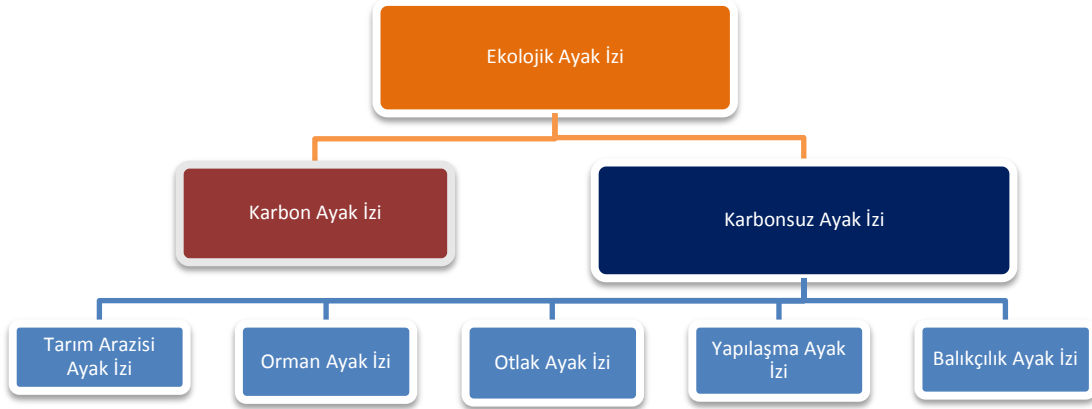 Ekolojik Ayak İzi
Karbon Ayak İzi
Karbonsuz Ayak İzi
Tarım Arazisi
Ayak İzi
Orman Ayak İzi
Otlak Ayak İzi
Yapılaşma Ayak
İzi
Balıkçılık Ayak İzi